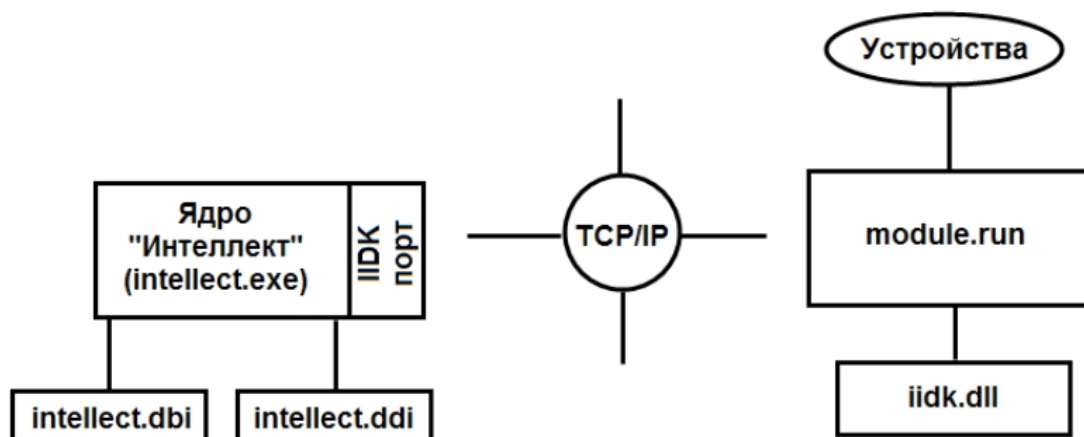 Устройства
Ядро
"Интеллект"
(intellect.exe)
IIDK
порт
TCP/IP
module.run
intellect.dbi
intellect.ddi
iidk.dll